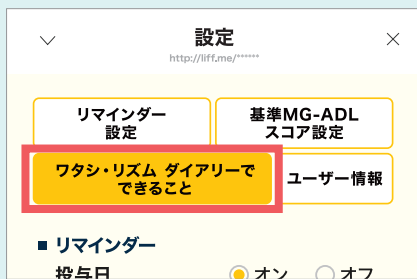 設定
http://liff.me/******
リマインダー
設定
基準MG-ADL
スコア設定
ワタシ・リズム ダイアリーで
できること
ユーザー情報
■ リマインダー
投与日 オン オフ